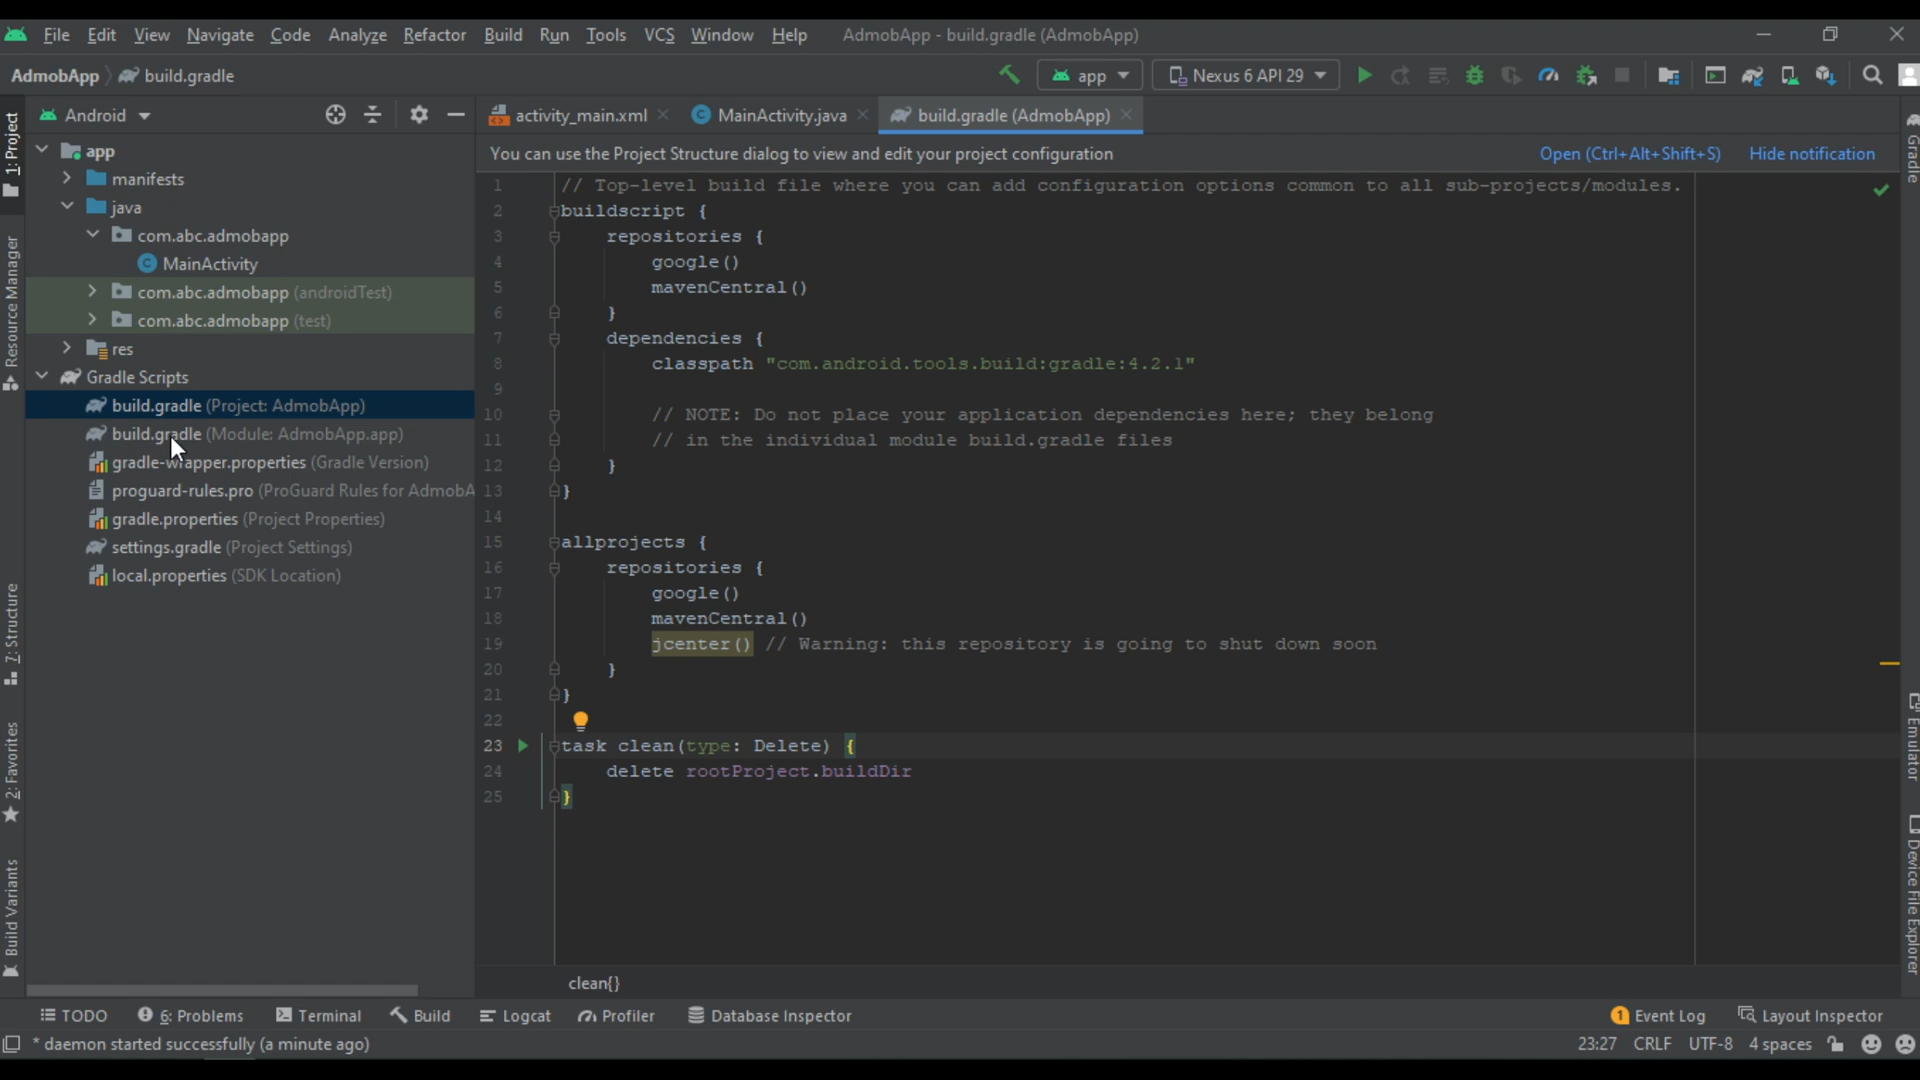 File Edit View Navigate Code Analyze Refactor Build Run Tools VCS Window Help AdmobApp - build.gradle (AdmobApp)
AdmobApp build.gradle app Nexus 6 API 29
Android
activity_main.xml MainActivity.java build.gradle (AdmobApp)
You can use the Project Structure dialog to view and edit your project configuration Open (Ctrl+Alt+Shift+S) Hide notification
1: Project
Resource Manager
7: Structure
2: Favorites
Build Variants
app
manifests
java
com.abc.admobapp
MainActivity
com.abc.admobapp (androidTest)
com.abc.admobapp (test)
res
Gradle Scripts
build.gradle (Project: AdmobApp)
build.gradle (Module: AdmobApp.app)
gradle-wrapper.properties (Gradle Version)
proguard-rules.pro (ProGuard Rules for AdmobA
gradle.properties (Project Properties)
settings.gradle (Project Settings)
local.properties (SDK Location)
1 // Top-level build file where you can add configuration options common to all sub-projects/modules.
2 buildscript {
3 repositories {
4 google()
5 mavenCentral()
6 }
7 dependencies {
8 classpath "com.android.tools.build:gradle:4.2.1"
9
10 // NOTE: Do not place your application dependencies here; they belong
11 // in the individual module build.gradle files
12 }
13 }
14
15 allprojects {
16 repositories {
17 google()
18 mavenCentral()
19 jcenter() // Warning: this repository is going to shut down soon
20 }
21 }
22
23 task clean(type: Delete) {
24 delete rootProject.buildDir
25 }
clean{}
Gradle
Emulator
Device File Explorer
TODO 6: Problems Terminal Build Logcat Profiler Database Inspector 1 Event Log Layout Inspector
* daemon started successfully (a minute ago) 23:27 CRLF UTF-8 4 spaces